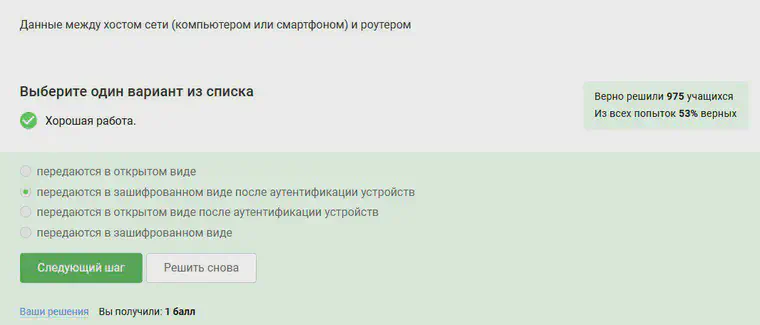 Данные между хостом сети (компьютером или смартфоном) и роутером
Выберите один вариант из списка
Верно решили 975 учащихся
Из всех попыток 53% верных
Хорошая работа.
передаются в открытом виде
передаются в зашифрованном виде после аутентификации устройств
передаются в открытом виде после аутентификации устройств
передаются в зашифрованном виде
Следующий шаг
Решить снова
Ваши решения Вы получили: 1 балл